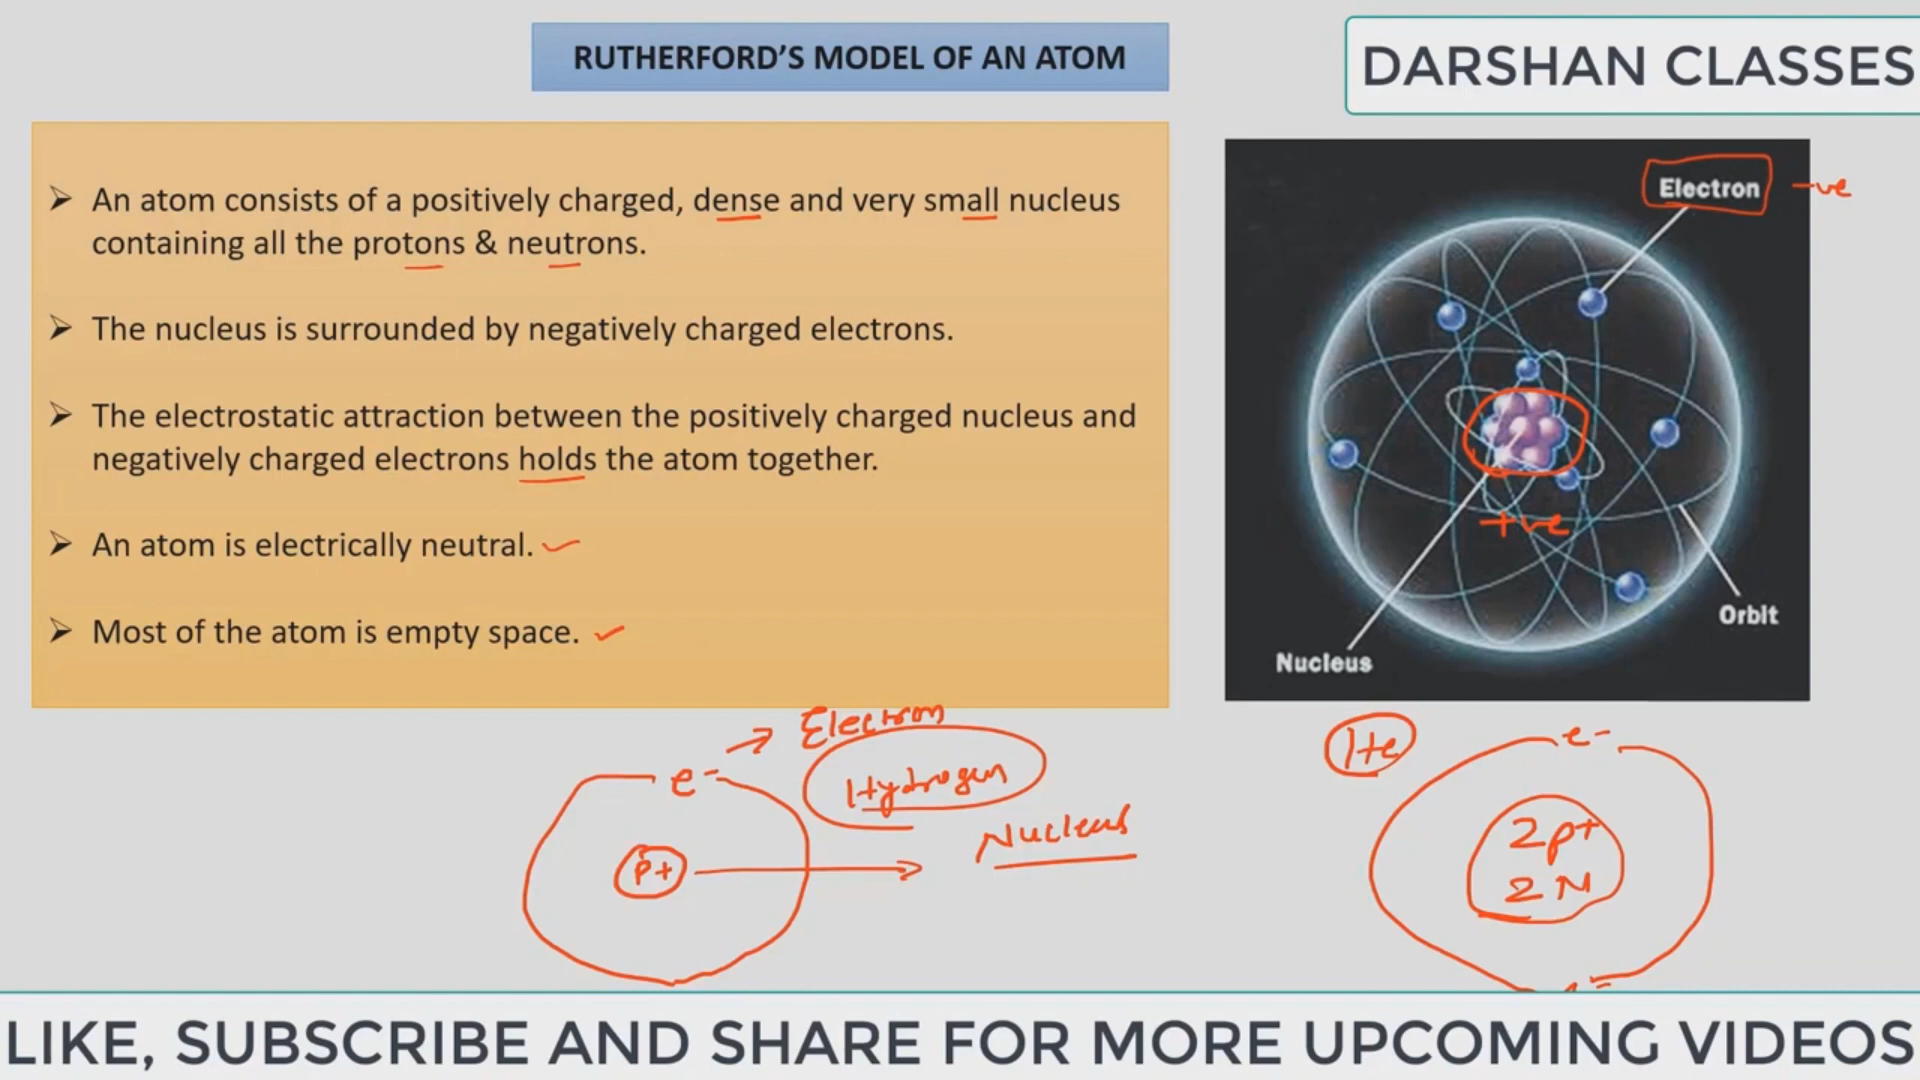 RUTHERFORD'S MODEL OF AN ATOM
DARSHAN CLASSES
An atom consists of a positively charged, dense and very small nucleus
containing all the protons & neutrons.
The nucleus is surrounded by negatively charged electrons.
The electrostatic attraction between the positively charged nucleus and
negatively charged electrons holds the atom together.
An atom is electrically neutral.
Most of the atom is empty space.
Electron
-ve
+ve
Orbit
Nucleus
Electron
e-
Hydrogen
Nucleus
p+
He
e-
2p+
2N
LIKE, SUBSCRIBE AND SHARE FOR MORE UPCOMING VIDEOS